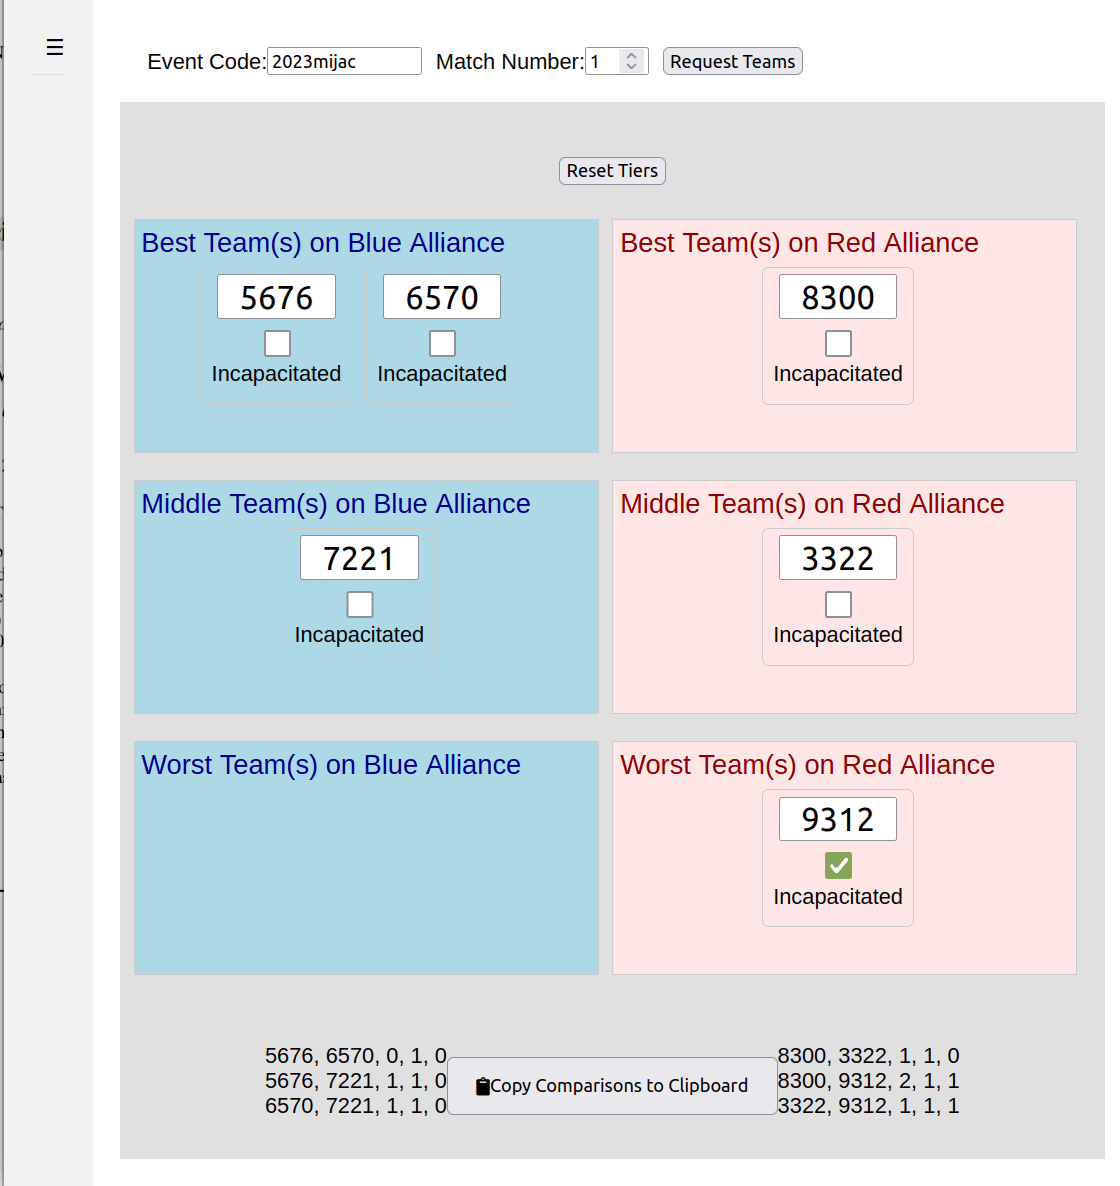 ☰
Event Code: 2023mijac Match Number: 1 Request Teams
Reset Tiers
Best Team(s) on Blue Alliance
5676 6570
Incapacitated Incapacitated
Best Team(s) on Red Alliance
8300
Incapacitated
Middle Team(s) on Blue Alliance
7221
Incapacitated
Middle Team(s) on Red Alliance
3322
Incapacitated
Worst Team(s) on Blue Alliance
Worst Team(s) on Red Alliance
9312
Incapacitated
5676, 6570, 0, 1, 0
5676, 7221, 1, 1, 0
6570, 7221, 1, 1, 0
Copy Comparisons to Clipboard
8300, 3322, 1, 1, 0
8300, 9312, 2, 1, 1
3322, 9312, 1, 1, 1